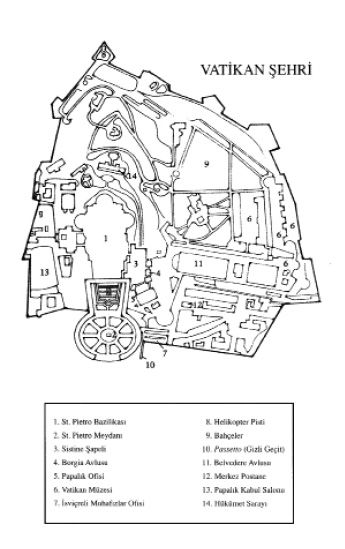 VATİKAN ŞEHRİ
8
9
14
6
6
6
1
3
4
11
6
13
5
12
2
7
10
1. St. Pietro Bazilikası
2. St. Pietro Meydanı
3. Sistine Şapeli
4. Borgia Avlusu
5. Papalık Ofisi
6. Vatikan Müzesi
7. İsviçreli Muhafızlar Ofisi
8. Helikopter Pisti
9. Bahçeler
10. Passetto (Gizli Geçit)
11. Belvedere Avlusu
12. Merkez Postane
13. Papalık Kabul Salonu
14. Hükümet Sarayı